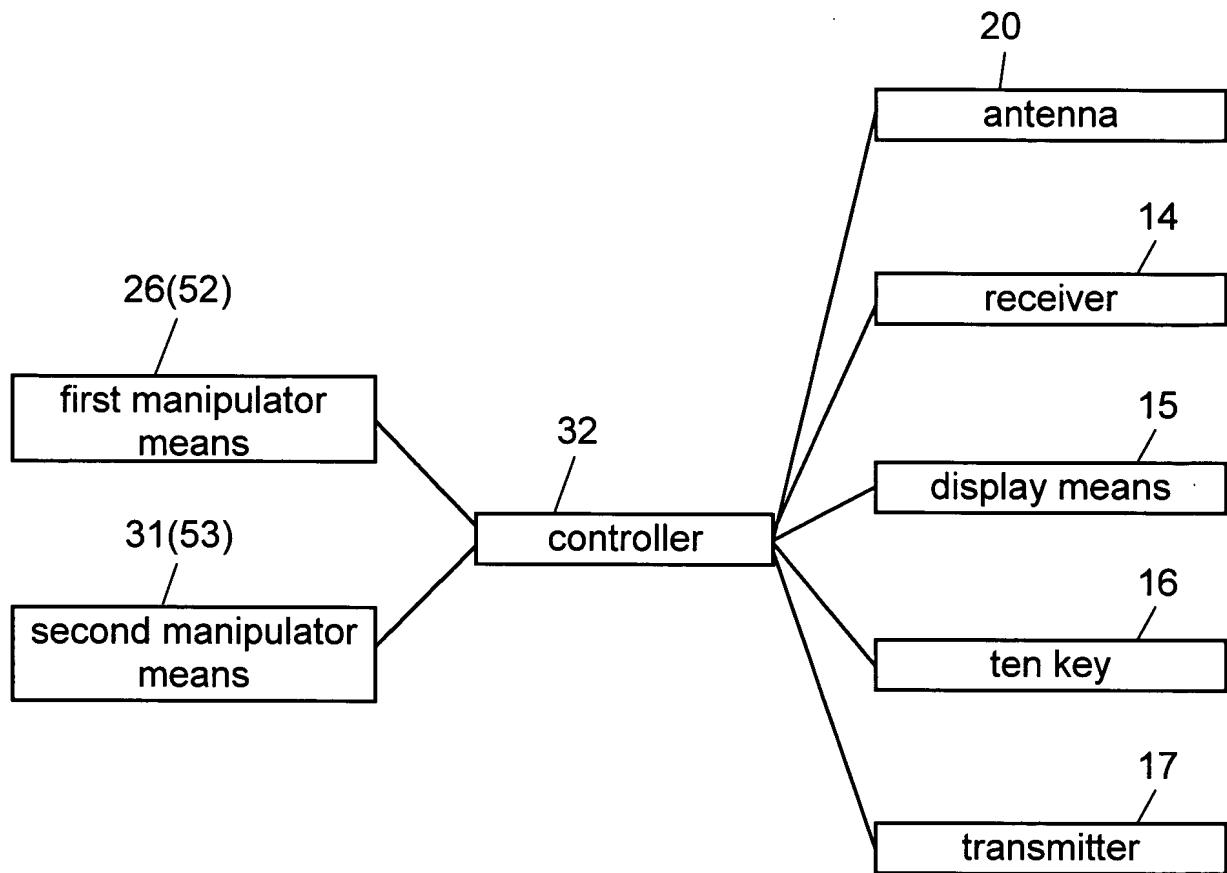 20
antenna
14
receiver
26(52)
first manipulator
means
15
display means
32
controller
31(53)
second manipulator
means
16
ten key
17
transmitter